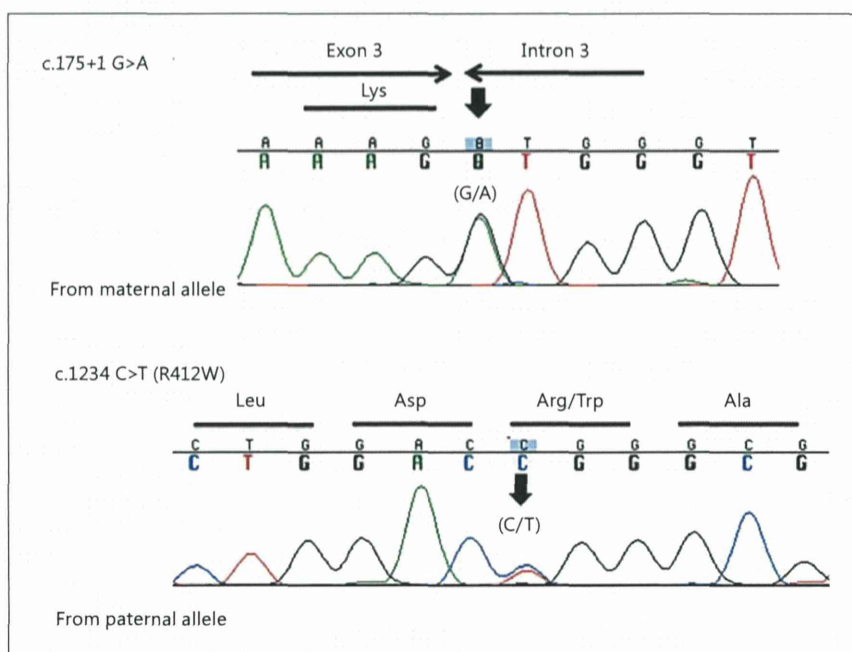 Exon 3 Intron 3
c.175+1 G>A
Lys
A A A G T G G G T
A A A G T G G G T
(G/A)
From maternal allele
c.1234 C>T (R412W)
Leu Asp Arg/Trp Ala
C T G G A C C G G G C G
C T G G A C C G G G C G
(C/T)
From paternal allele